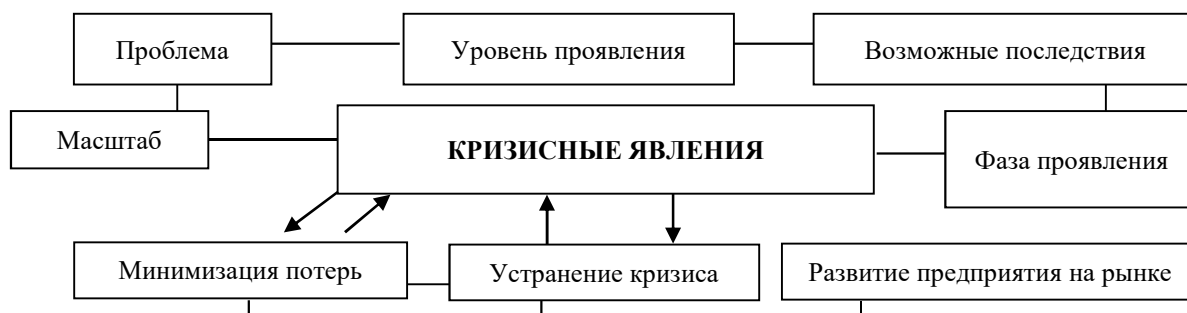 Проблема
Уровень проявления
Возможные последствия
Масштаб
КРИЗИСНЫЕ ЯВЛЕНИЯ
Фаза проявления
Минимизация потерь
Устранение кризиса
Развитие предприятия на рынке